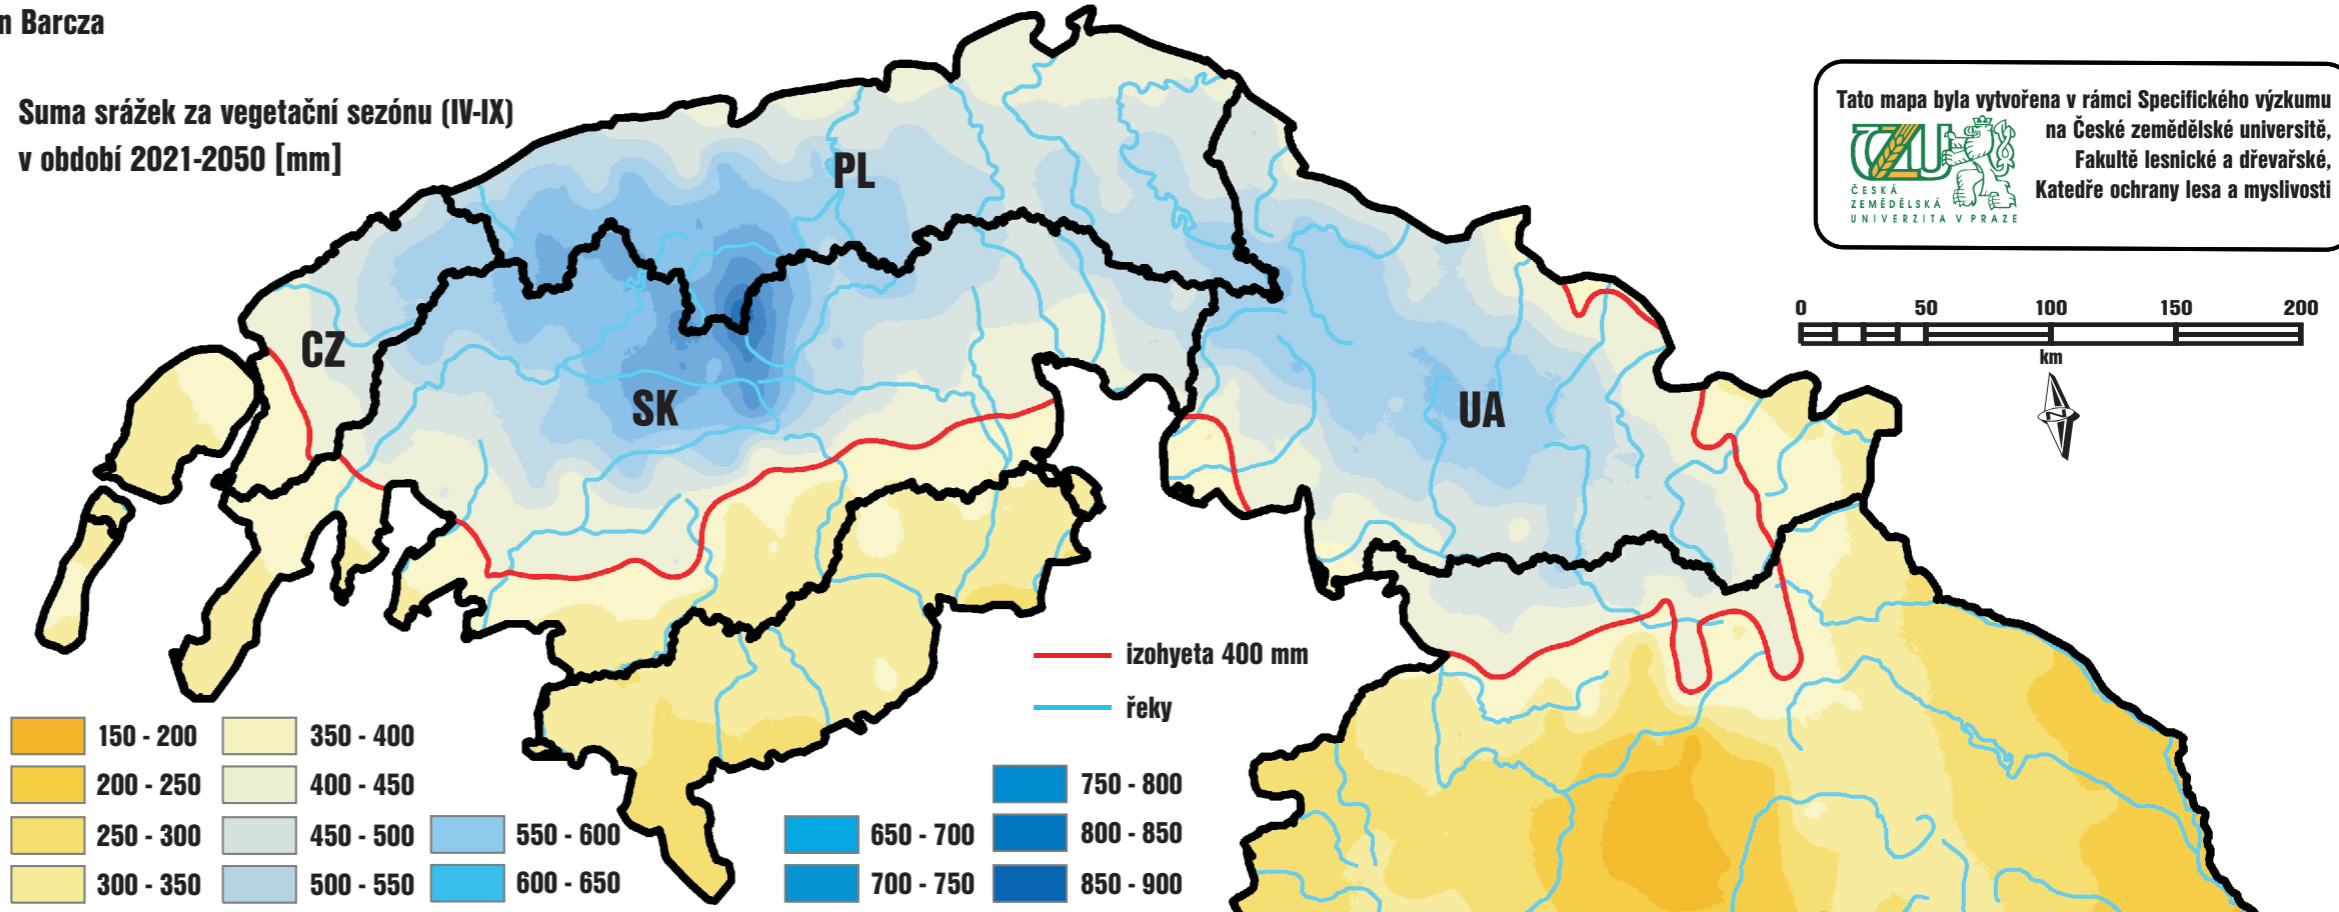 n Barcza
Suma srážek za vegetační sezónu (IV-IX)
v období 2021-2050 [mm]
Tato mapa byla vytvořena v rámci Specifického výzkumu
na České zemědělské universitě,
Fakultě lesnické a dřevařské,
Katedře ochrany lesa a myslivosti
ČZU
ČESKÁ
ZEMĚDĚLSKÁ
UNIVERZITA V PRAZE
0 50 100 150 200
km
N
PL
CZ
SK
UA
izohyeta 400 mm
řeky
150 - 200
200 - 250
250 - 300
300 - 350
350 - 400
400 - 450
450 - 500
500 - 550
550 - 600
600 - 650
650 - 700
700 - 750
750 - 800
800 - 850
850 - 900